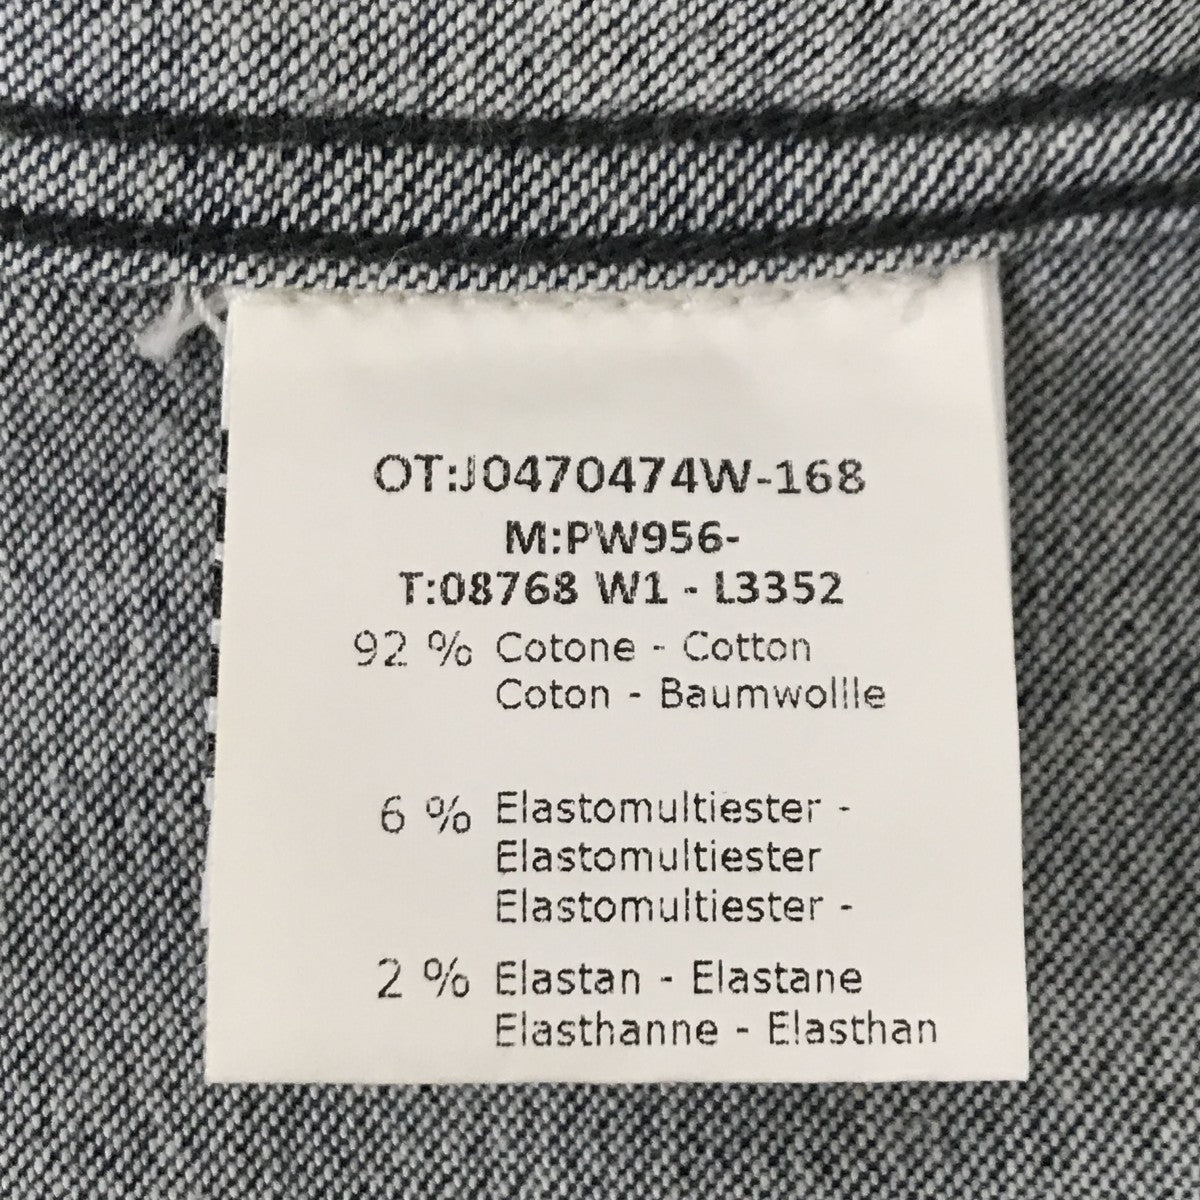 OT:J0470474W-168
M:PW956-
T:08768 W1 - L3352
92 % Cotone - Cotton
Coton - Baumwollle
6 % Elastomultiester -
Elastomultiester
Elastomultiester -
2 % Elastan - Elastane
Elasthanne - Elasthan